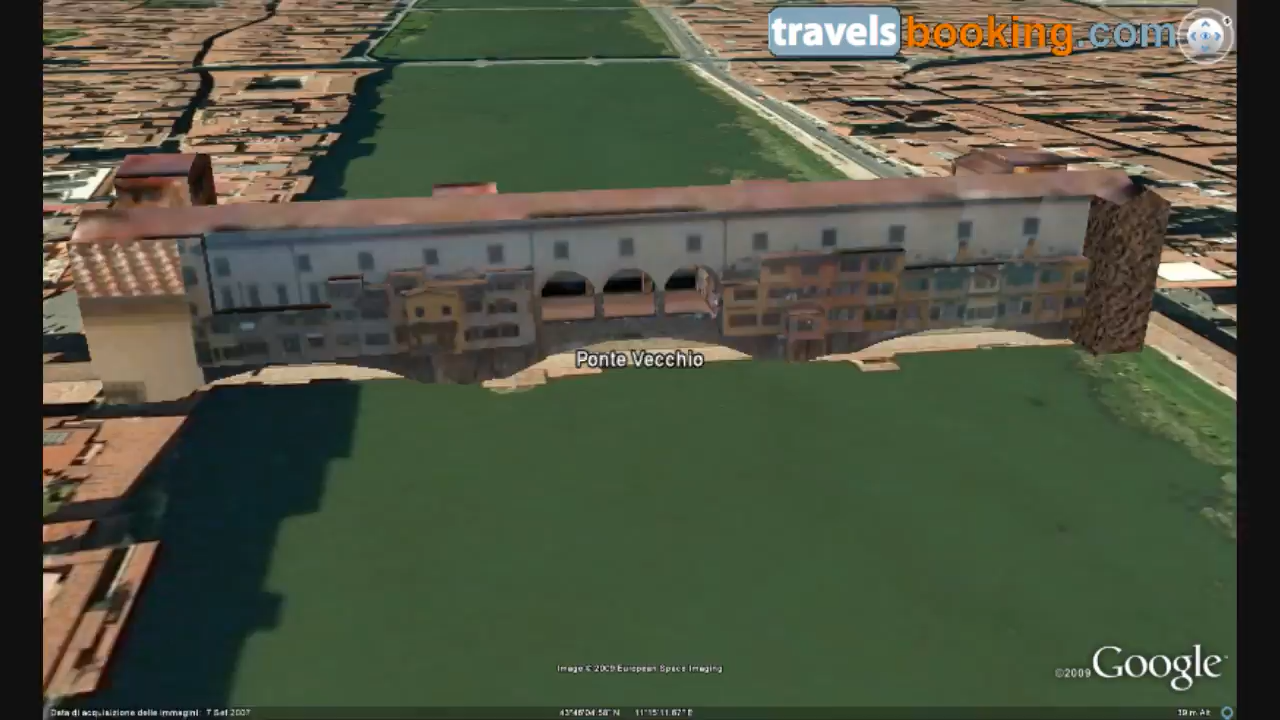 travelsbooking.com
Ponte Vecchio
Image © 2009 European Space Imaging
©2009 Google
Data di acquisizione delle immagini: 7 Set 2007